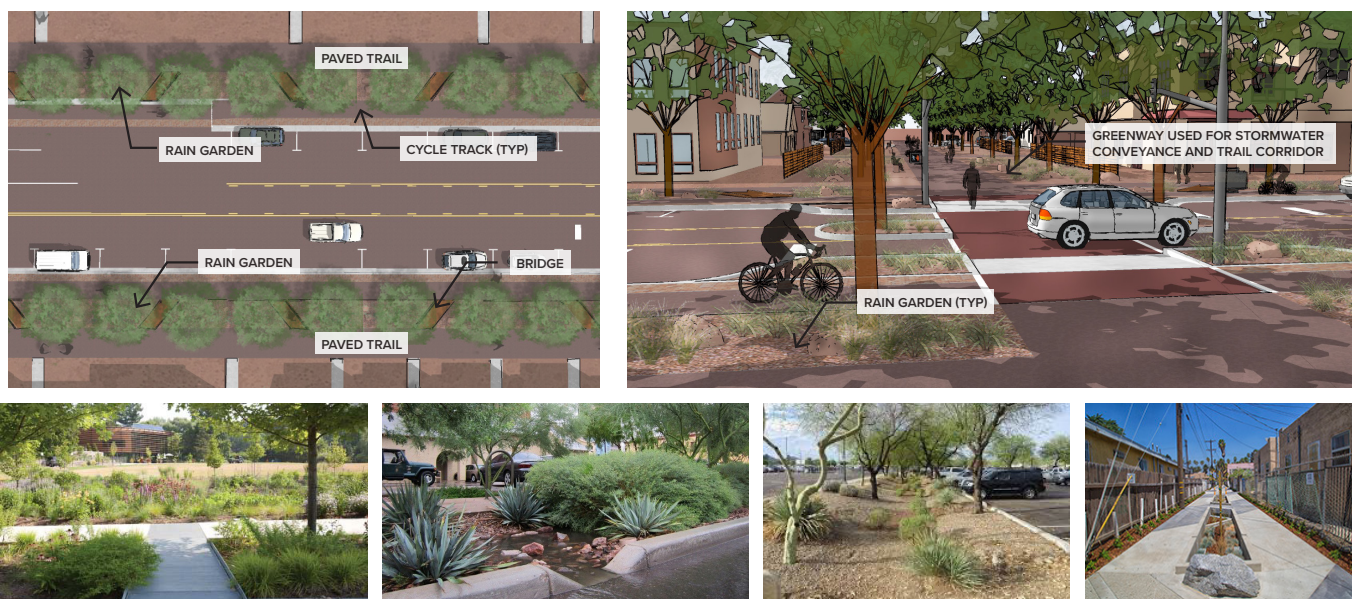 PAVED TRAIL
RAIN GARDEN
CYCLE TRACK (TYP)
RAIN GARDEN
BRIDGE
PAVED TRAIL
GREENWAY USED FOR STORMWATER
CONVEYANCE AND TRAIL CORRIDOR
RAIN GARDEN (TYP)